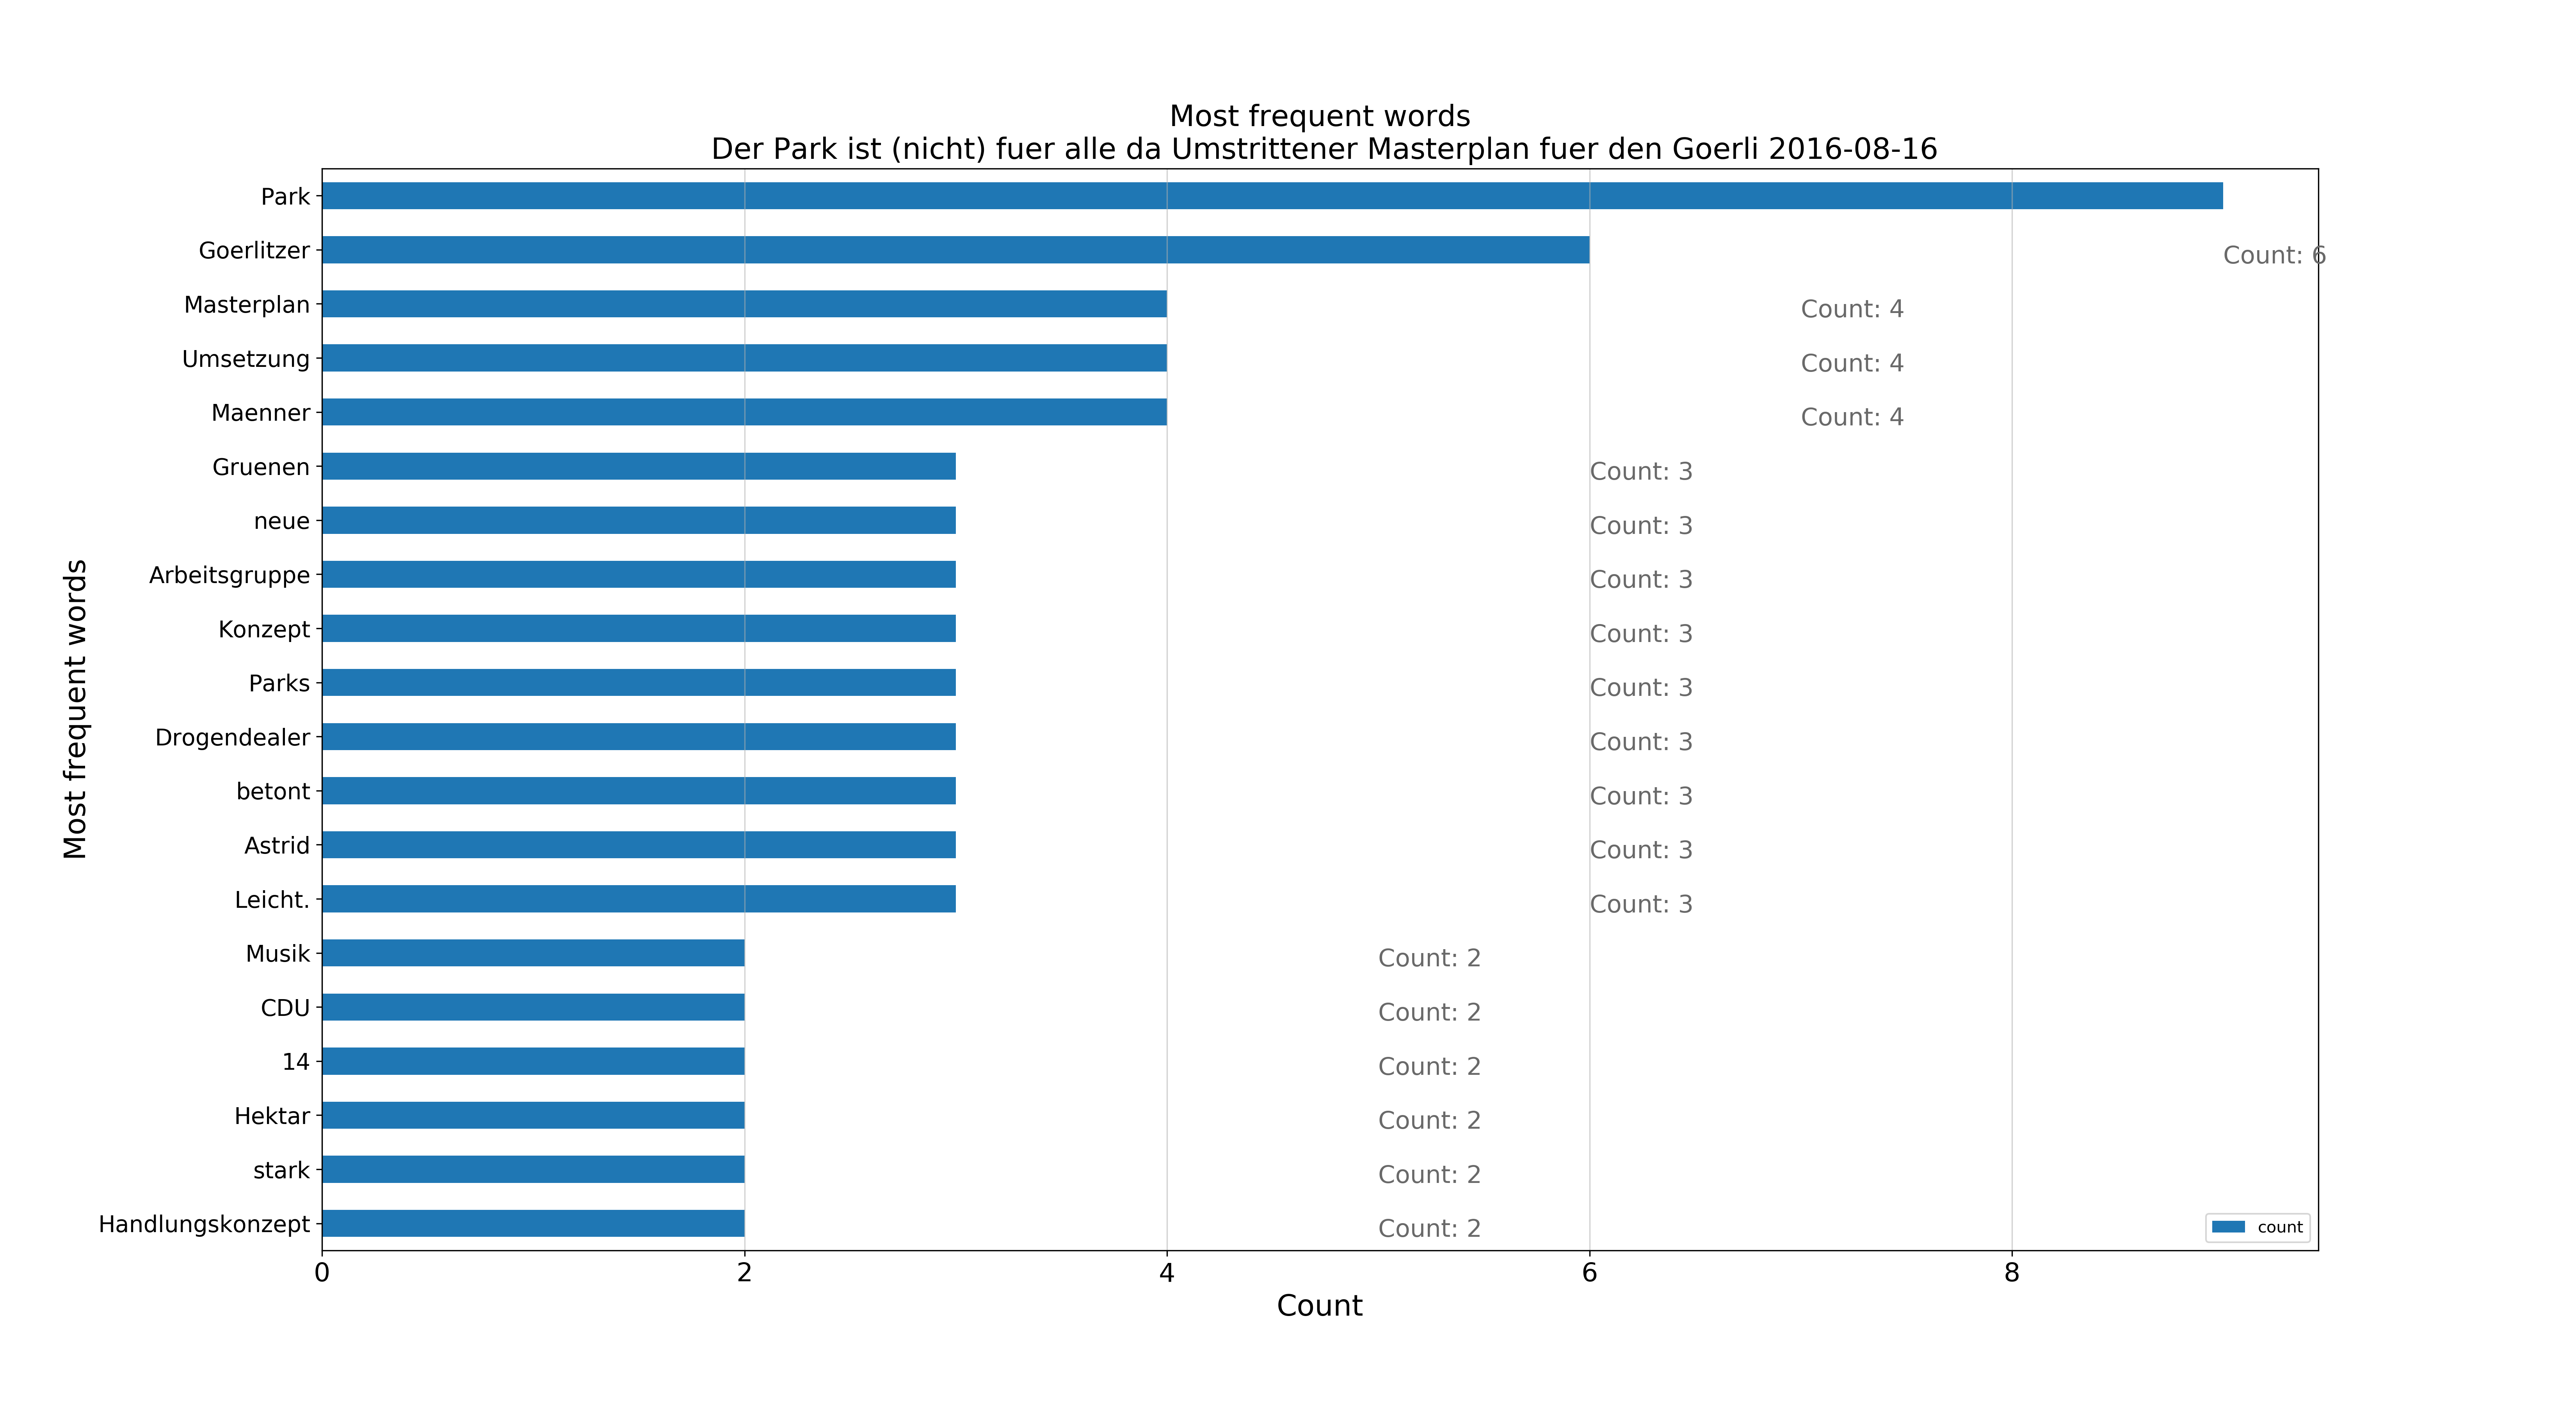 Most frequent words
Der Park ist (nicht) fuer alle da Umstrittener Masterplan fuer den Goerli 2016-08-16
Park
Goerlitzer Count: 6
Masterplan Count: 4
Umsetzung Count: 4
Maenner Count: 4
Gruenen Count: 3
neue Count: 3
Arbeitsgruppe Count: 3
Konzept Count: 3
Parks Count: 3
Drogendealer Count: 3
betont Count: 3
Astrid Count: 3
Leicht. Count: 3
Musik Count: 2
CDU Count: 2
14 Count: 2
Hektar Count: 2
stark Count: 2
Handlungskonzept Count: 2
Most frequent words
count
0 2 4 6 8
Count